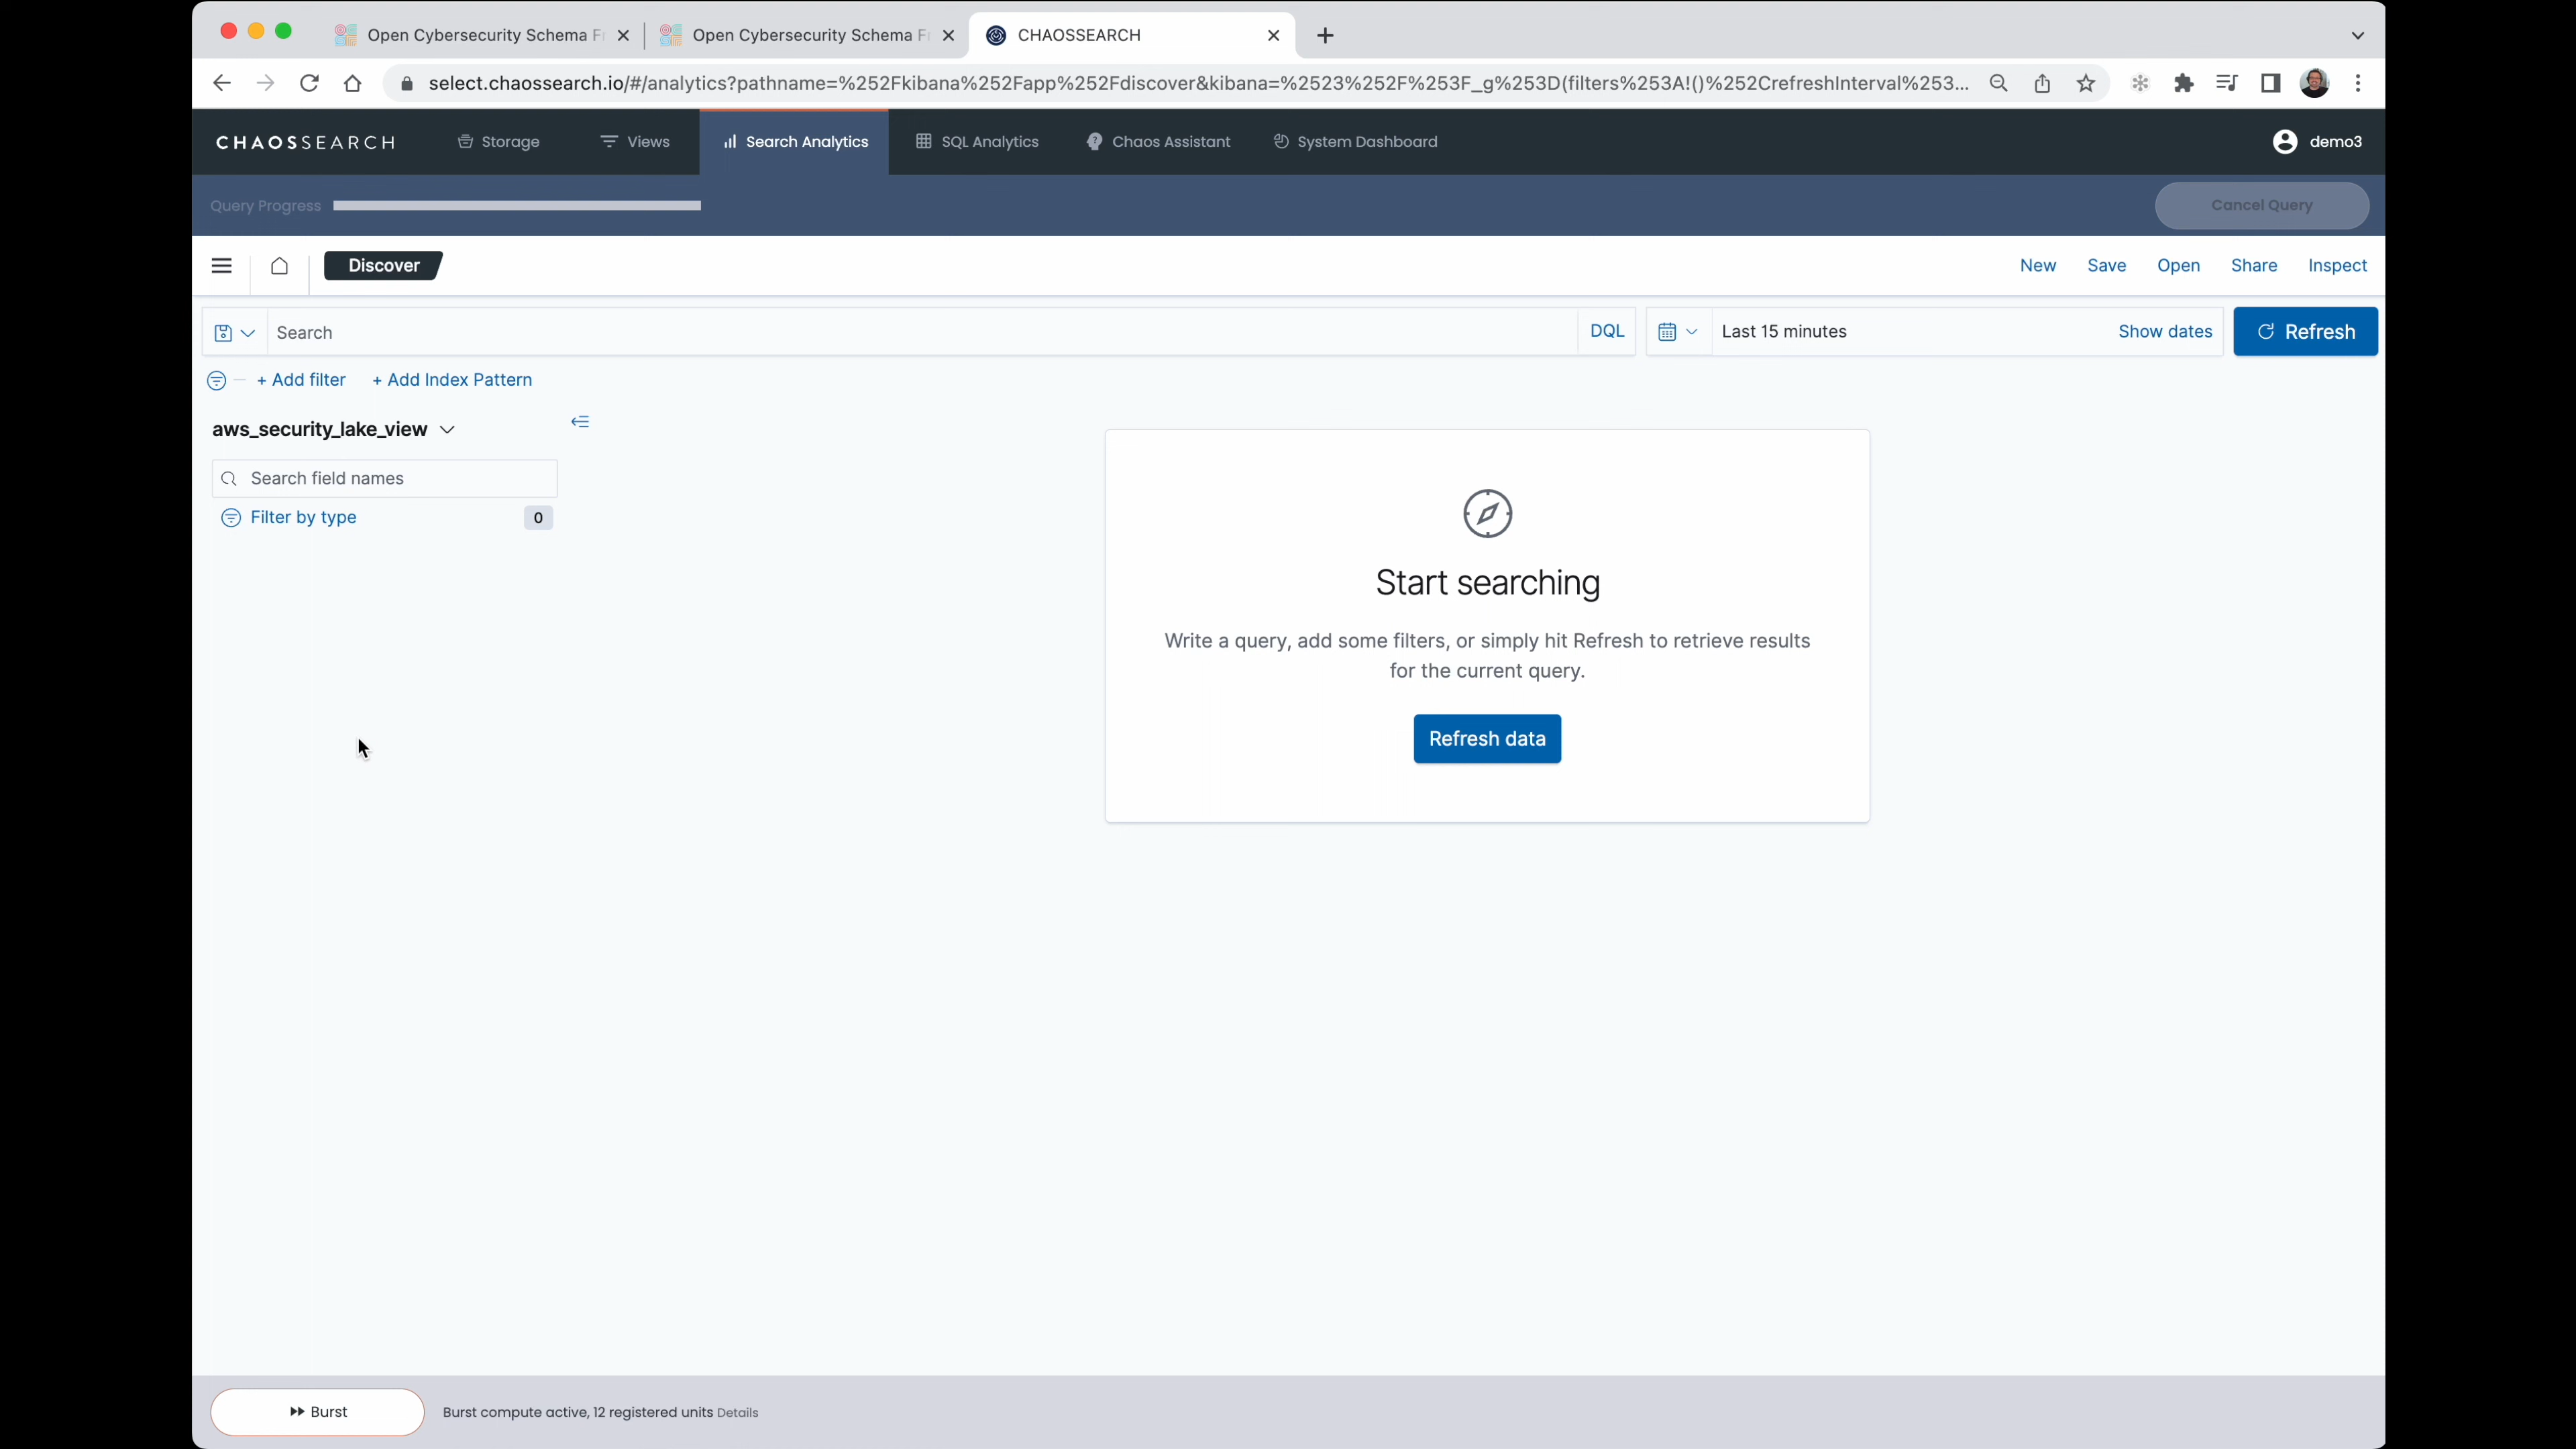 Open Cybersecurity Schema F
Open Cybersecurity Schema F
CHAOSSEARCH
select.chaossearch.io/#/analytics?pathname=%252Fkibana%252Fapp%252Fdiscover&kibana=%2523%252F%253F_g%253D(filters%253A!()%252CrefreshInterval%253...
CHAOSSEARCH
Storage
Views
Search Analytics
SQL Analytics
Chaos Assistant
System Dashboard
demo3
Query Progress
Cancel Query
Discover
New
Save
Open
Share
Inspect
Search
DQL
Last 15 minutes
Show dates
Refresh
+ Add filter
+ Add Index Pattern
aws_security_lake_view
Search field names
Filter by type
0
Start searching
Write a query, add some filters, or simply hit Refresh to retrieve results
for the current query.
Refresh data
Burst
Burst compute active, 12 registered units Details